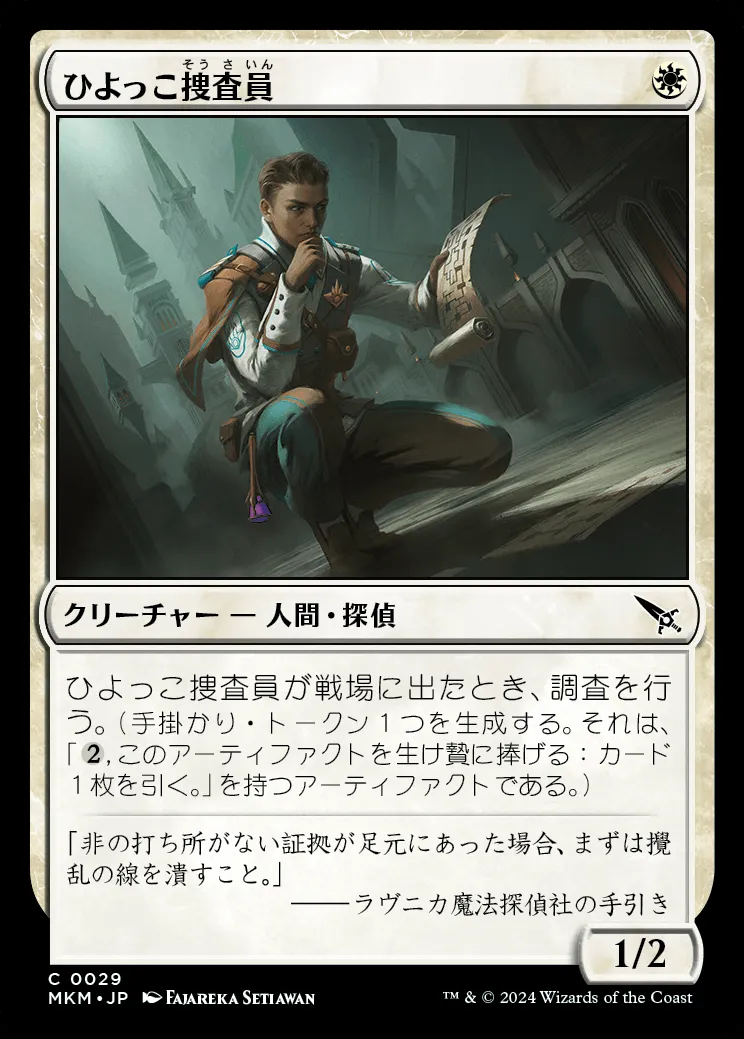 そうさいん
ひよっこ捜査員
クリーチャー — 人間・探偵
ひよっこ捜査員が戦場に出たとき、調査を行
う。（手掛かり・トークン１つを生成する。それは、
「2,このアーティファクトを生け贄に捧げる：カード
１枚を引く。」を持つアーティファクトである。）
「非の打ち所がない証拠が足元にあった場合、まずは攪
乱の線を潰すこと。」
――ラヴニカ魔法探偵社の手引き
1/2
C 0029
MKM・JP Fajareka Setiawan
™ & © 2024 Wizards of the Coast